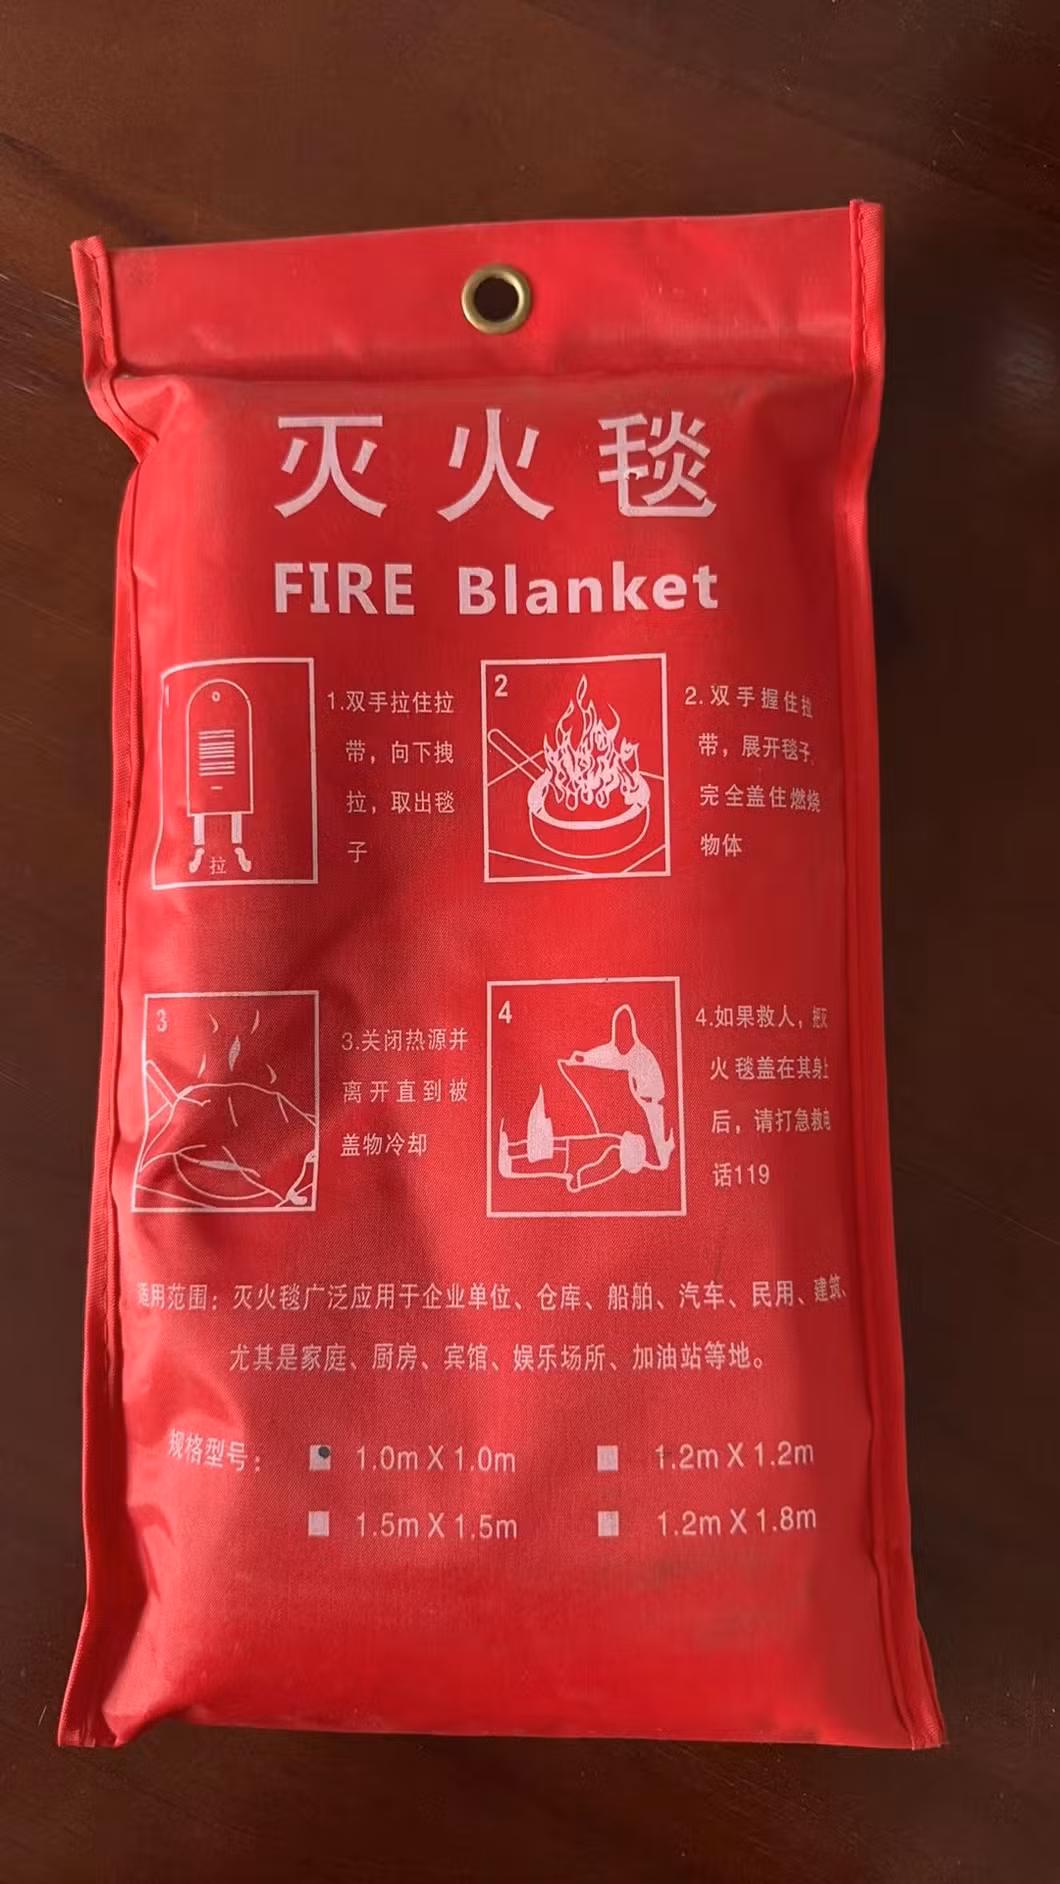 灭火毯
FIRE Blanket
1.双手拉住拉
带，向下拽
拉，取出毯
子
拉
2
2.双手握住拉
带，展开毯子,
完全盖住燃烧
物体
3
3.关闭热源并
离开直到被
盖物冷却
4
4.如果救人，把灭
火毯盖在其身上
后，请打急救电
话119
适用范围：灭火毯广泛应用于企业单位、仓库、船舶、汽车、民用、建筑、
尤其是家庭、厨房、宾馆、娱乐场所、加油站等地。
规格型号：
1.0m X 1.0m
1.2m X 1.2m
1.5m X 1.5m
1.2m X 1.8m